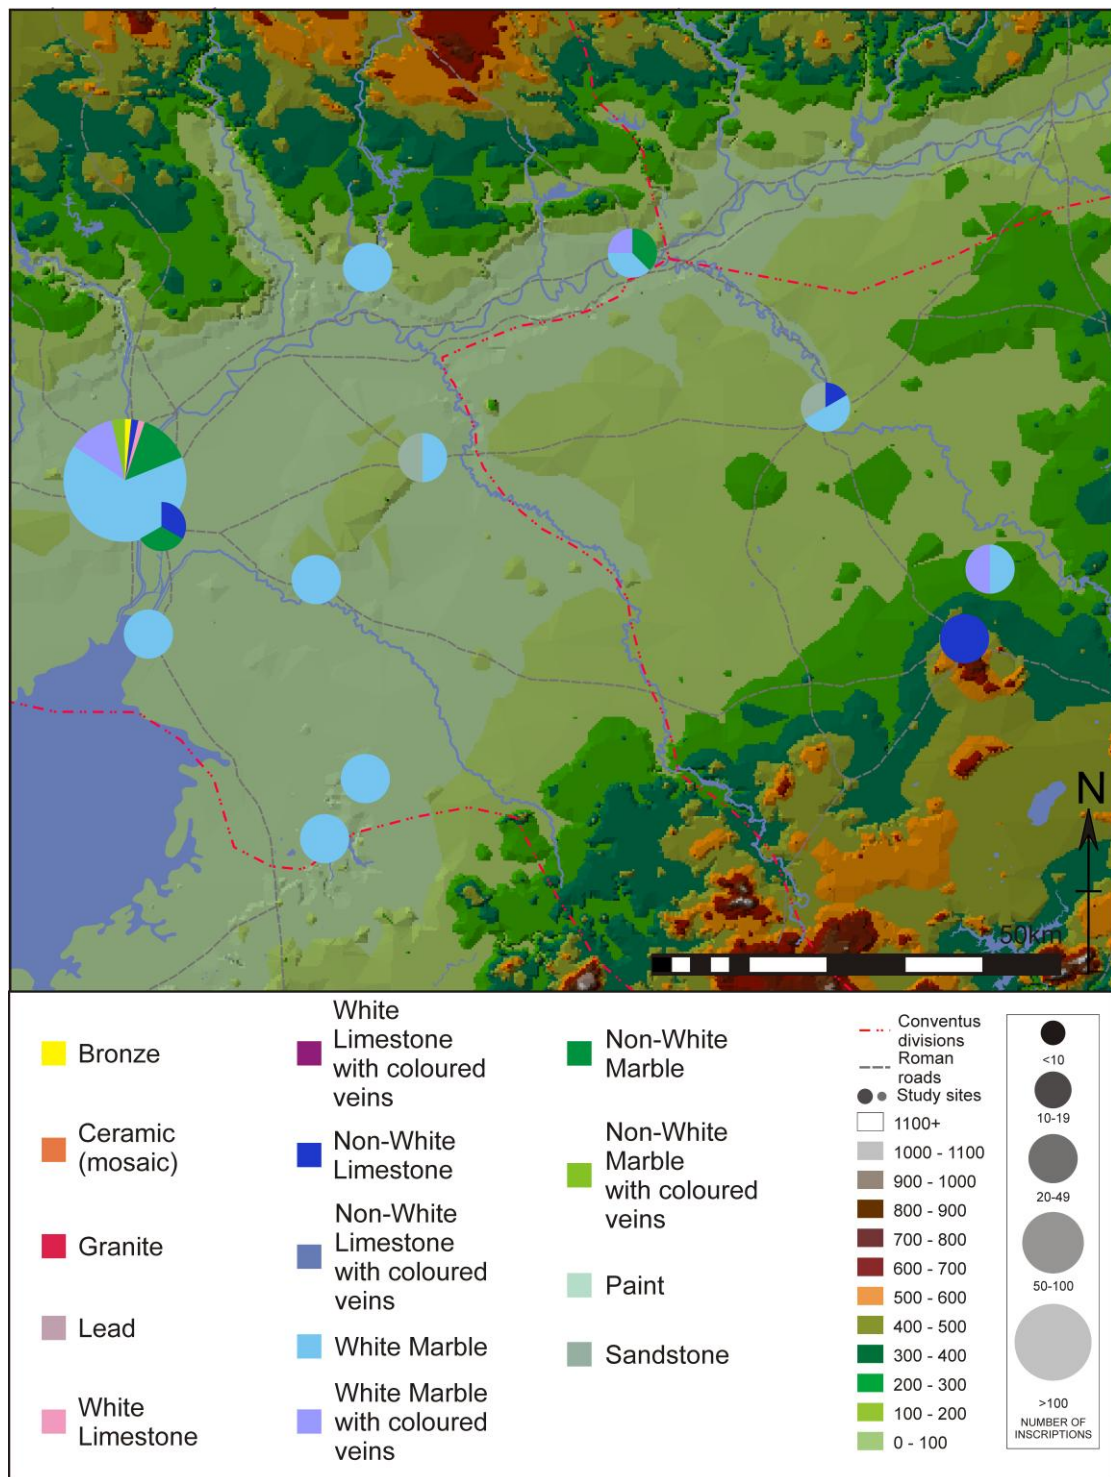 N
50km
Bronze
Ceramic
(mosaic)
Granite
Lead
White
Limestone
White
Limestone
with coloured
veins
Non-White
Limestone
Non-White
Limestone
with coloured
veins
White Marble
White Marble
with coloured
veins
Non-White
Marble
Non-White
Marble
with coloured
veins
Paint
Sandstone
Conventus
divisions
Roman
roads
Study sites
1100+
1000 - 1100
900 - 1000
800 - 900
700 - 800
600 - 700
500 - 600
400 - 500
300 - 400
200 - 300
100 - 200
0 - 100
<10
10-19
20-49
50-100
>100
NUMBER OF
INSCRIPTIONS